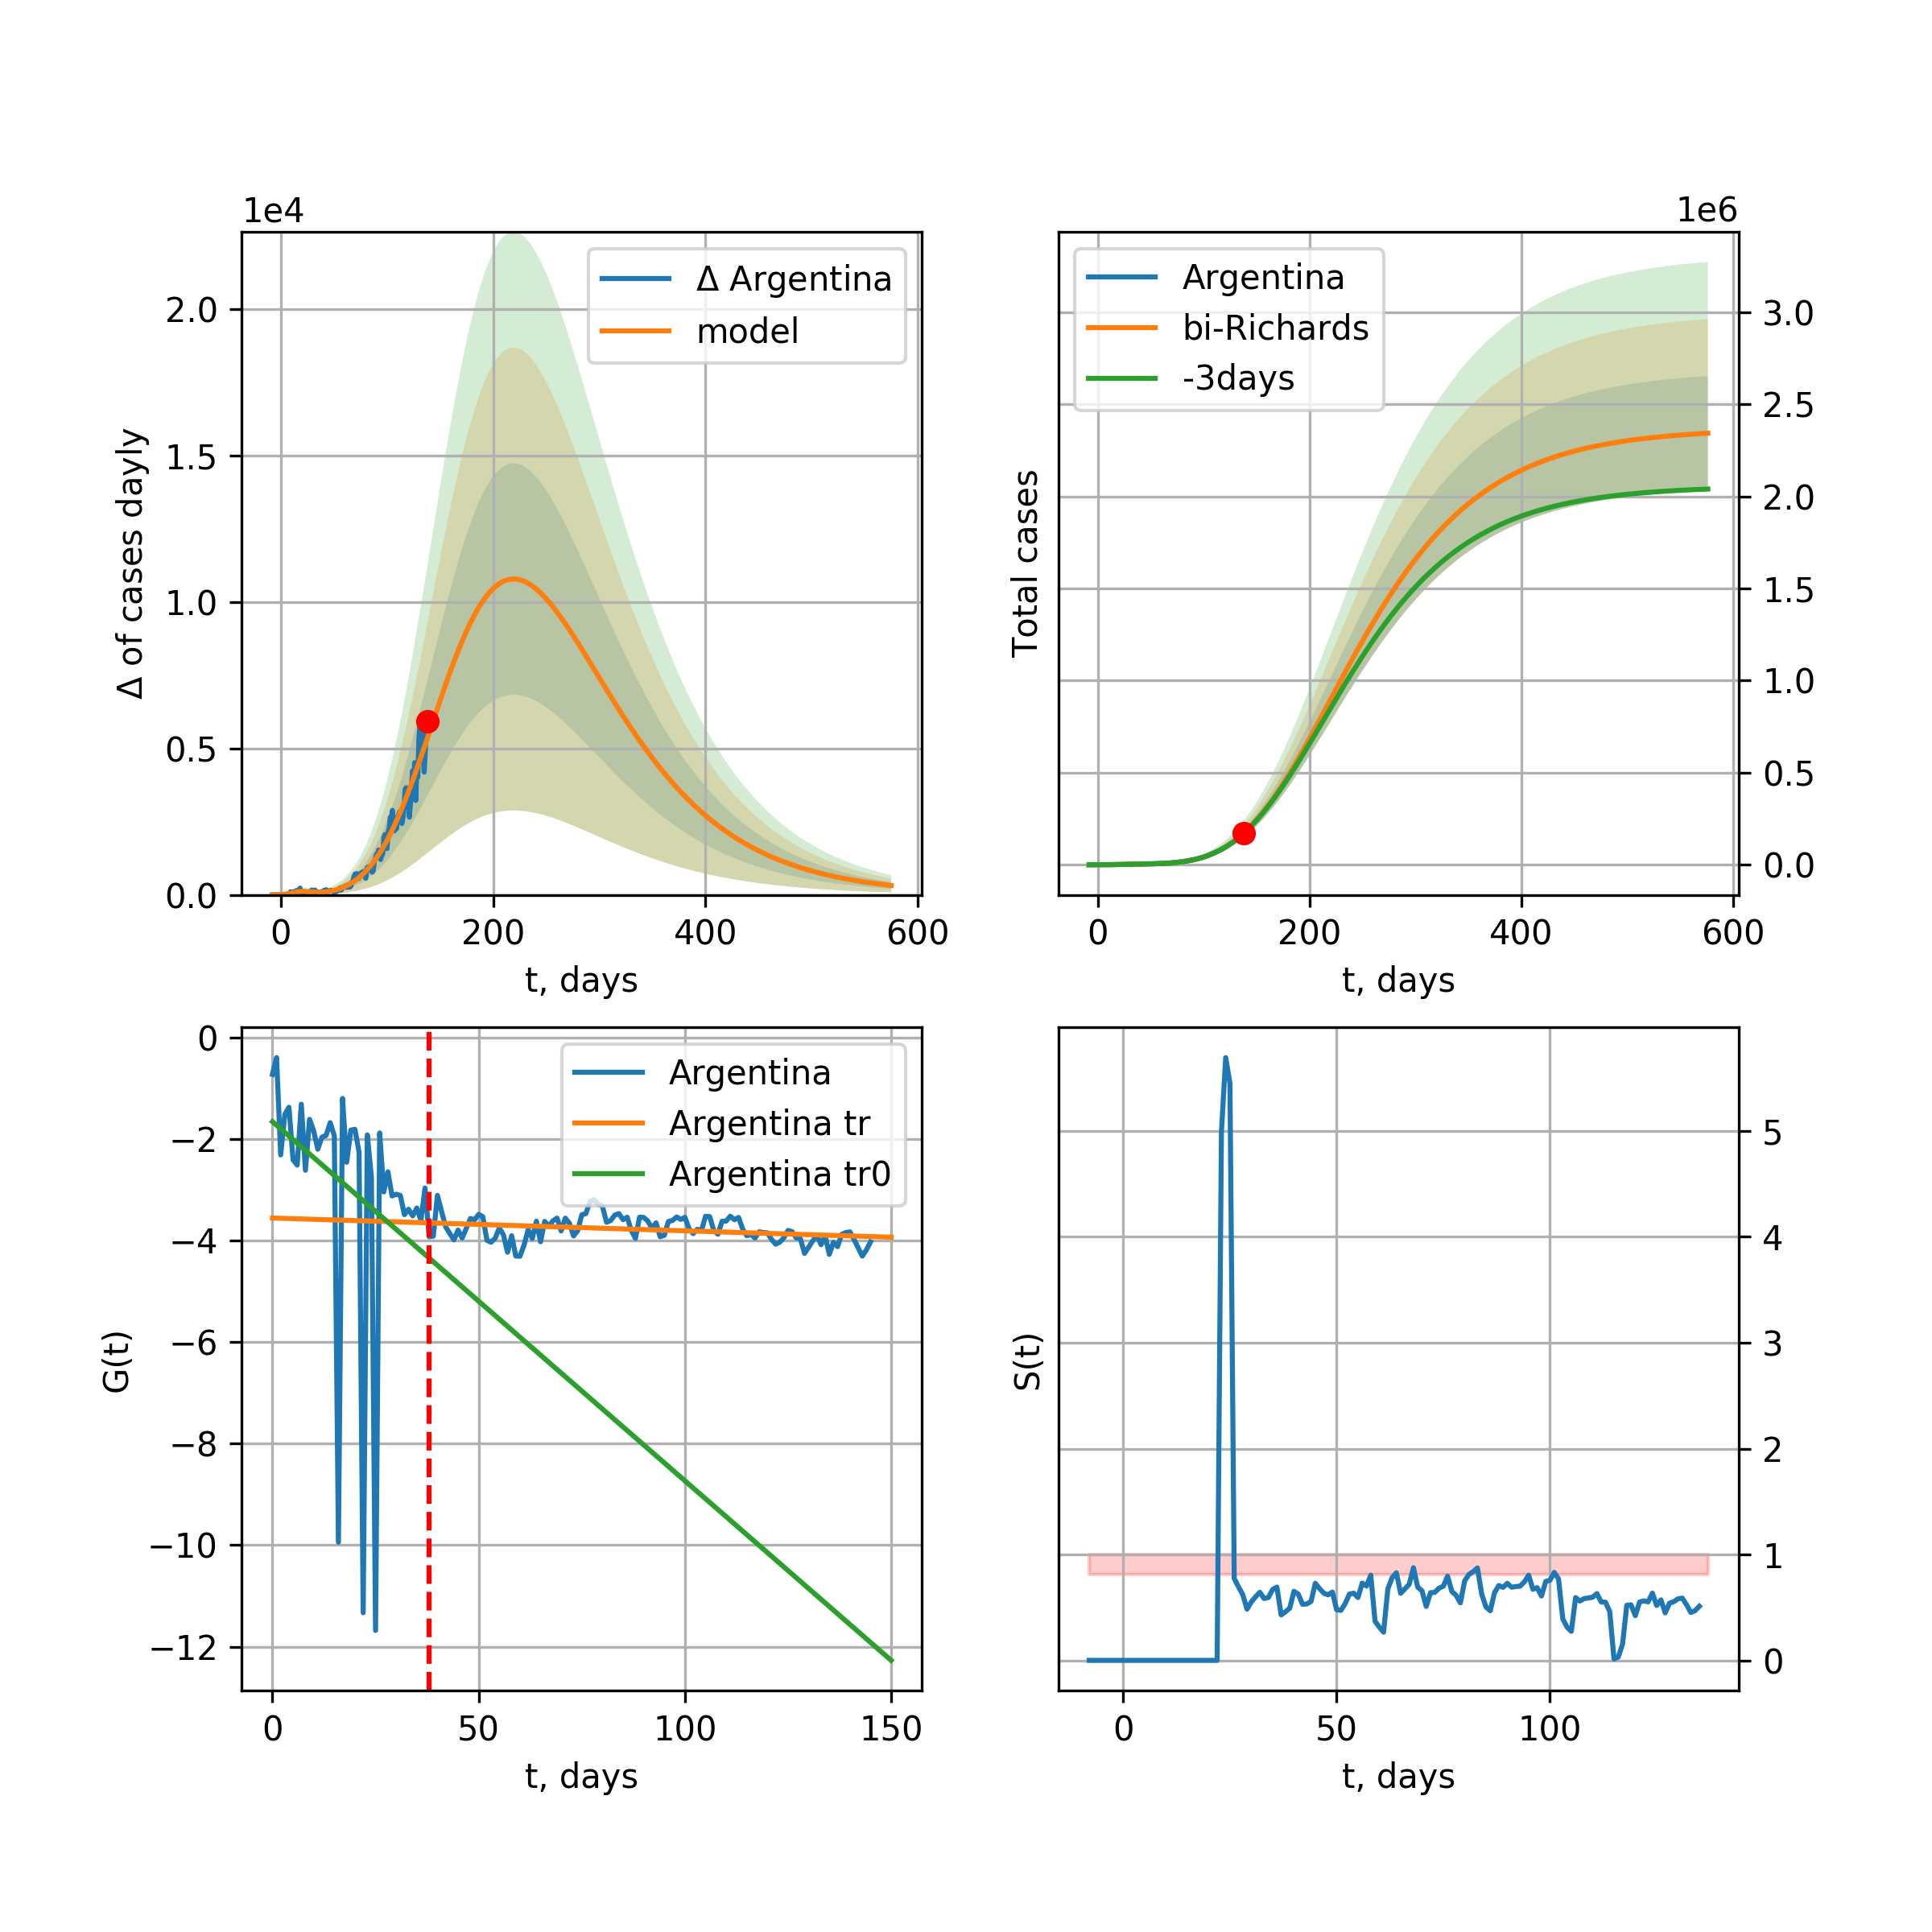 1e4
Δ of cases dayly
2.0
1.5
1.0
0.5
0.0
Δ Argentina
model
0 200 400 600
t, days
1e6
Total cases
Argentina
bi-Richards
-3days
3.0
2.5
2.0
1.5
1.0
0.5
0.0
0 200 400 600
t, days
G(t)
0
−2
−4
−6
−8
−10
−12
Argentina
Argentina tr
Argentina tr0
0 50 100 150
t, days
S(t)
5
4
3
2
1
0
0 50 100
t, days